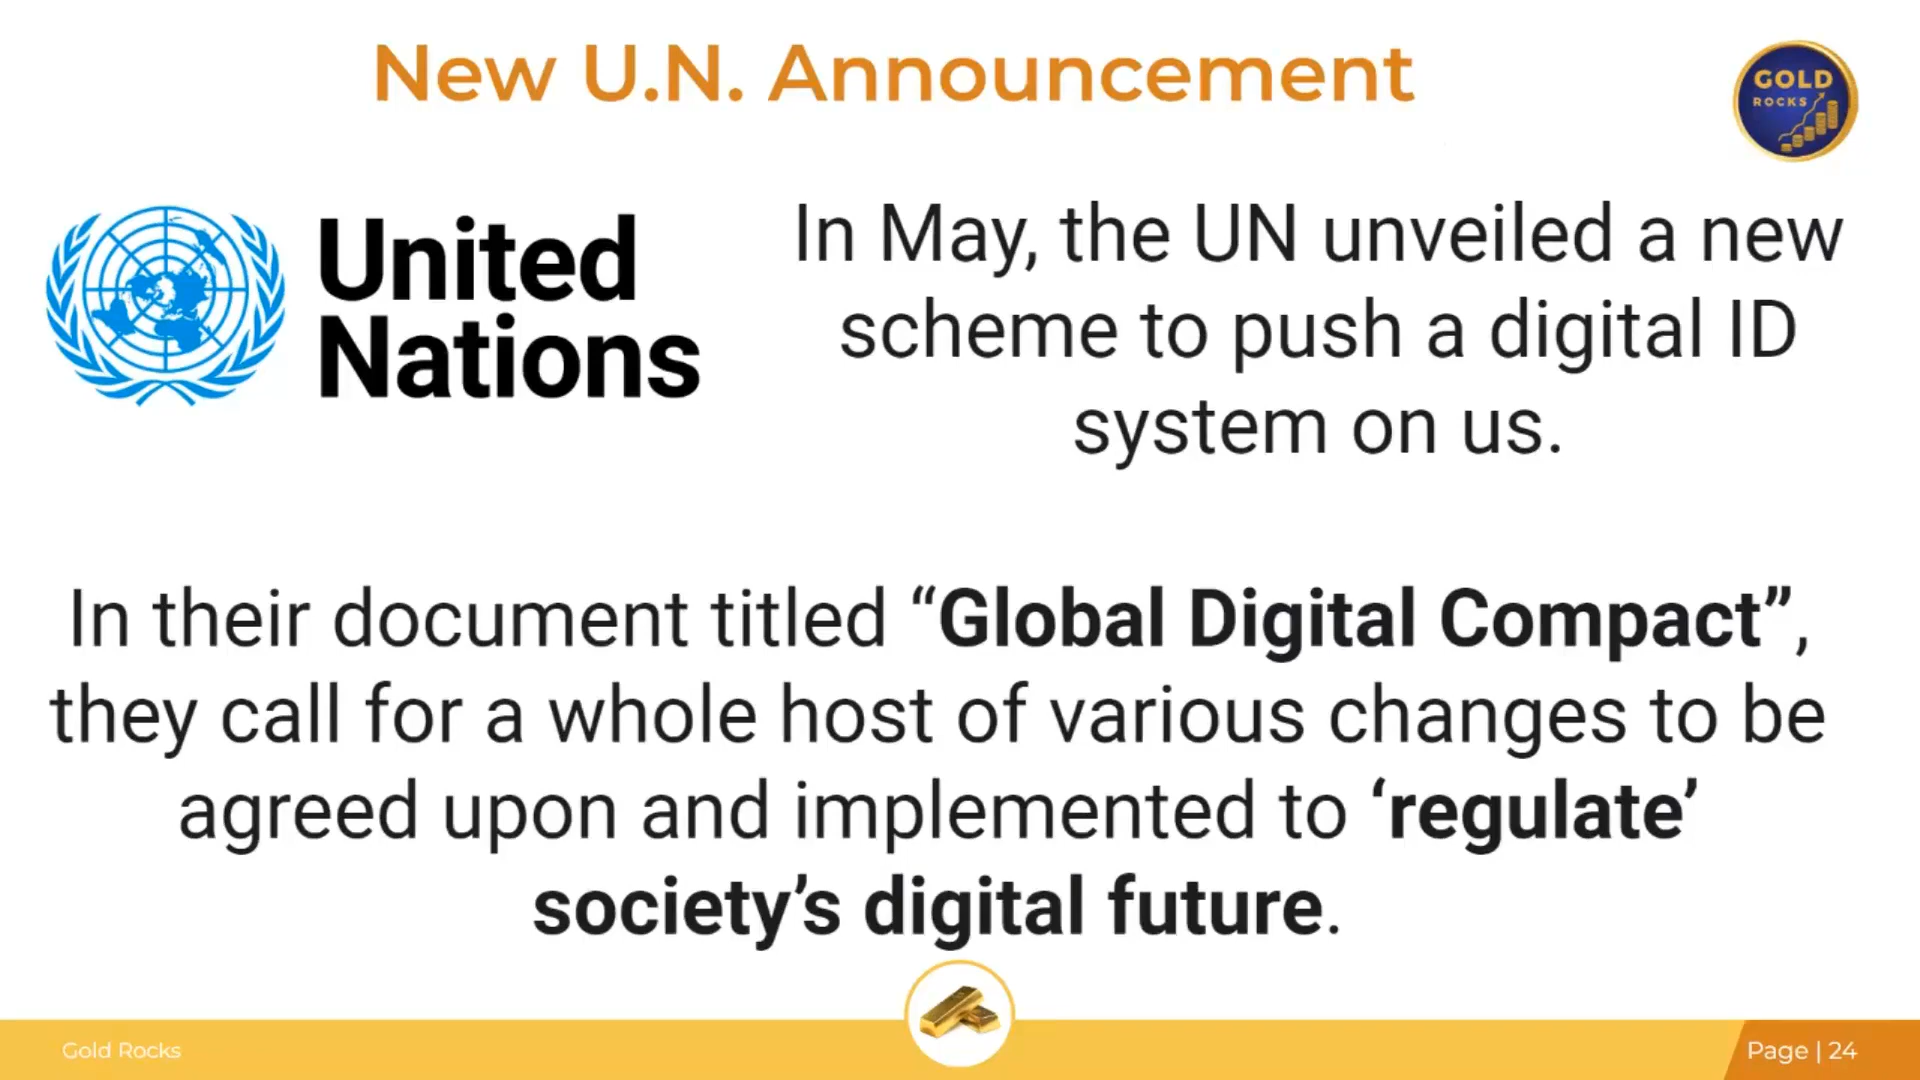 New U.N. Announcement
GOLD
ROCKS
United
Nations
In May, the UN unveiled a new
scheme to push a digital ID
system on us.
In their document titled “Global Digital Compact”,
they call for a whole host of various changes to be
agreed upon and implemented to ‘regulate’
society’s digital future.
Gold Rocks
Page | 24